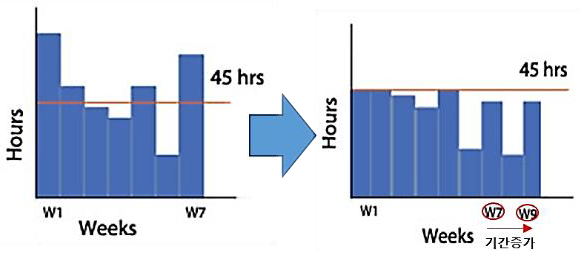 45 hrs
Hours
W1
W7
Weeks
45 hrs
Hours
W1
W7
W9
Weeks
기간증가